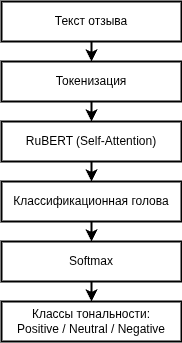 Текст отзыва
Токенизация
RuBERT (Self-Attention)
Классификационная голова
Softmax
Классы тональности:
Positive / Neutral / Negative